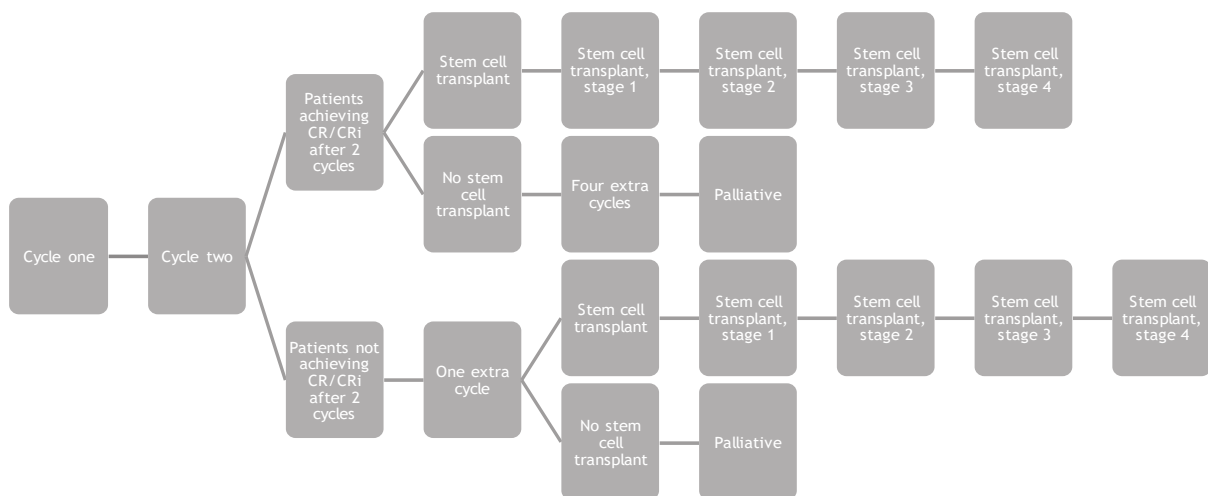 Stem cell
transplant
Stem cell
transplant,
stage 1
Stem cell
transplant,
stage 2
Stem cell
transplant,
stage 3
Stem cell
transplant,
stage 4
Patients
achieving
CR/CRi
after 2
cycles
No stem
cell
transplant
Four extra
cycles
Palliative
Cycle one
Cycle two
Stem cell
transplant
Stem cell
transplant,
stage 1
Stem cell
transplant,
stage 2
Stem cell
transplant,
stage 3
Stem cell
transplant,
stage 4
Patients not
achieving
CR/CRi
after 2
cycles
One extra
cycle
No stem
cell
transplant
Palliative